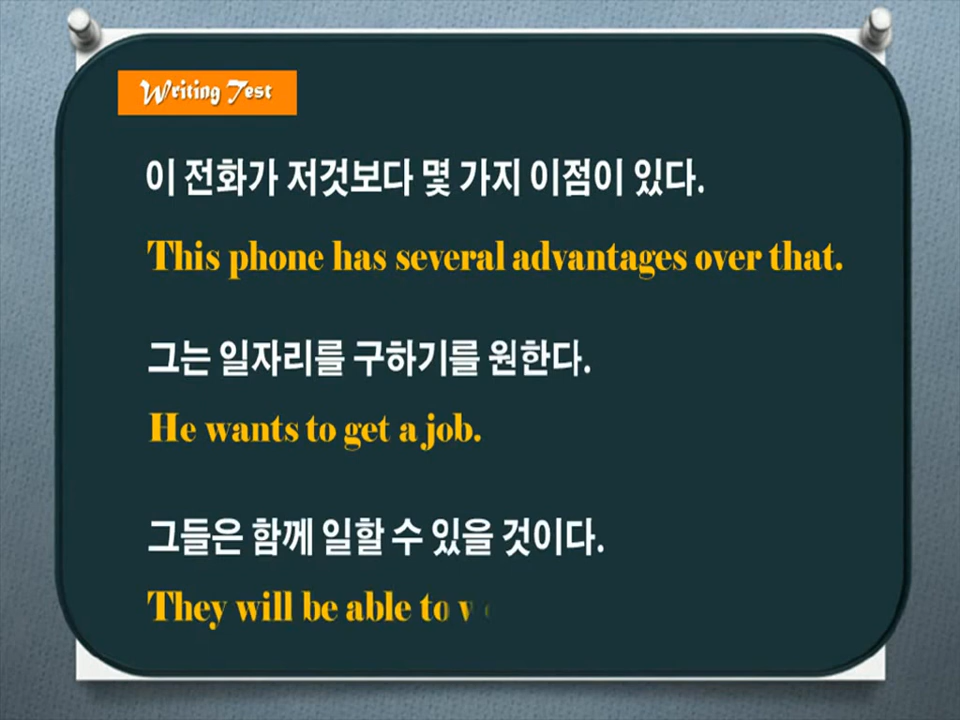 Writing Test
이 전화가 저것보다 몇 가지 이점이 있다.
This phone has several advantages over that.
그는 일자리를 구하기를 원한다.
He wants to get a job.
그들은 함께 일할 수 있을 것이다.
They will be able to